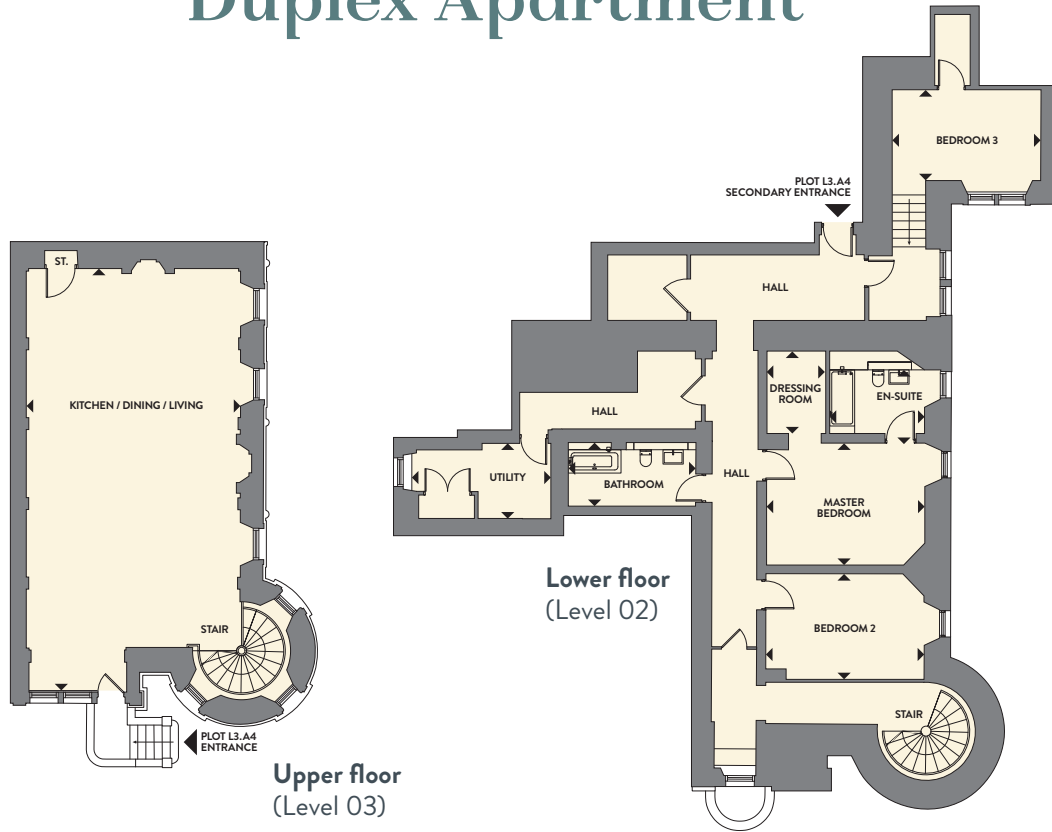 Duplex Apartment
BEDROOM 3
PLOT L3.A4
SECONDARY ENTRANCE
ST.
HALL
KITCHEN / DINING / LIVING
DRESSING
ROOM
EN-SUITE
HALL
HALL
UTILITY
BATHROOM
MASTER
BEDROOM
Lower floor
(Level 02)
STAIR
BEDROOM 2
STAIR
PLOT L3.A4
ENTRANCE
Upper floor
(Level 03)